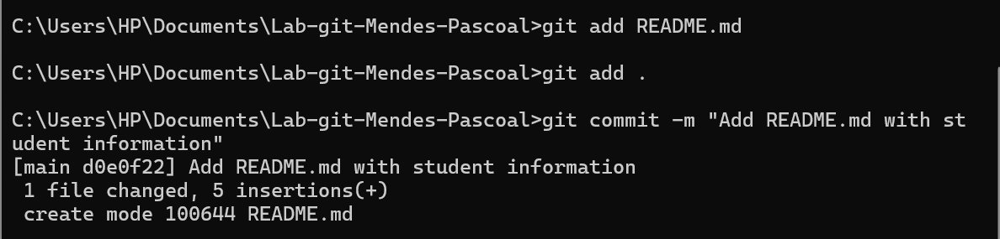 C:\Users\HP\Documents\Lab-git-Mendes-Pascoal>git add README.md
C:\Users\HP\Documents\Lab-git-Mendes-Pascoal>git add .
C:\Users\HP\Documents\Lab-git-Mendes-Pascoal>git commit -m "Add README.md with st
udent information"
[main d0e0f22] Add README.md with student information
 1 file changed, 5 insertions(+)
 create mode 100644 README.md